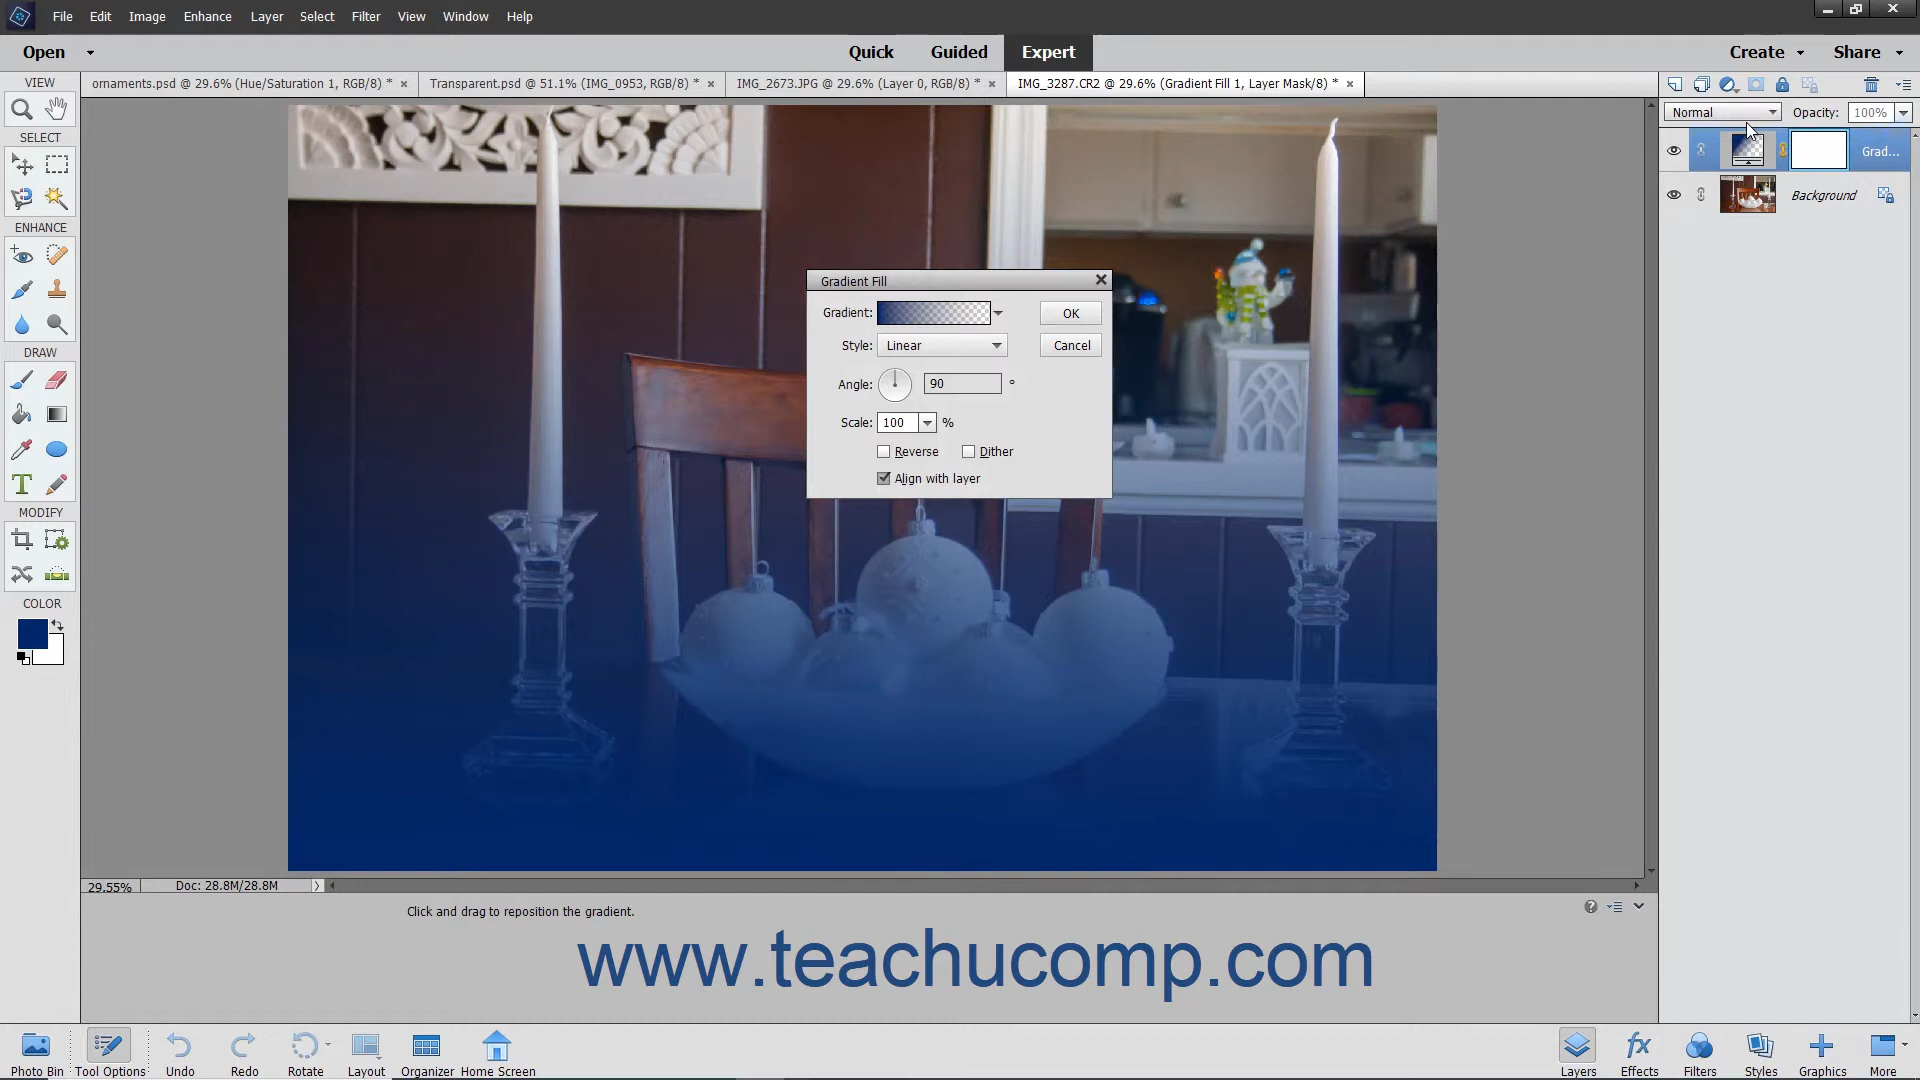 File Edit Image Enhance Layer Select Filter View Window Help
Open Quick Guided Expert Create Share
VIEW
ornaments.psd @ 29.6% (Hue/Saturation 1, RGB/8) * × Transparent.psd @ 51.1% (IMG_0953, RGB/8) * × IMG_2673.JPG @ 29.6% (Layer 0, RGB/8) * × IMG_3287.CR2 @ 29.6% (Gradient Fill 1, Layer Mask/8) * ×
Normal Opacity: 100%
SELECT
Grad...
Background
ENHANCE
Gradient Fill
Gradient: OK
Style: Linear Cancel
DRAW
Angle: 90 °
Scale: 100 %
Reverse Dither
Align with layer
T
MODIFY
COLOR
29.55% Doc: 28.8M/28.8M
Click and drag to reposition the gradient.
www.teachucomp.com
Photo Bin Tool Options Undo Redo Rotate Layout Organizer Home Screen fx Layers Effects Filters Styles Graphics More